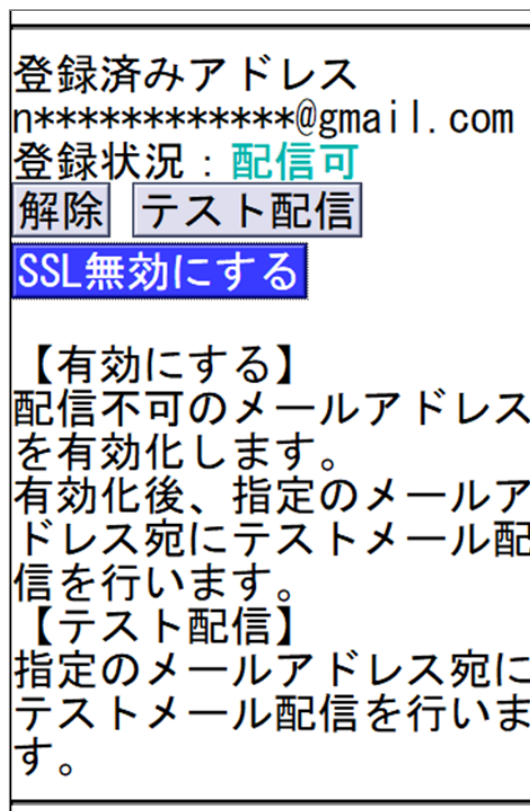 登録済みアドレス
n************@gmail.com
登録状況：配信可
解除 テスト配信
SSL無効にする
【有効にする】
配信不可のメールアドレス
を有効化します。
有効化後、指定のメールア
ドレス宛にテストメール配
信を行います。
【テスト配信】
指定のメールアドレス宛に
テストメール配信を行いま
す。